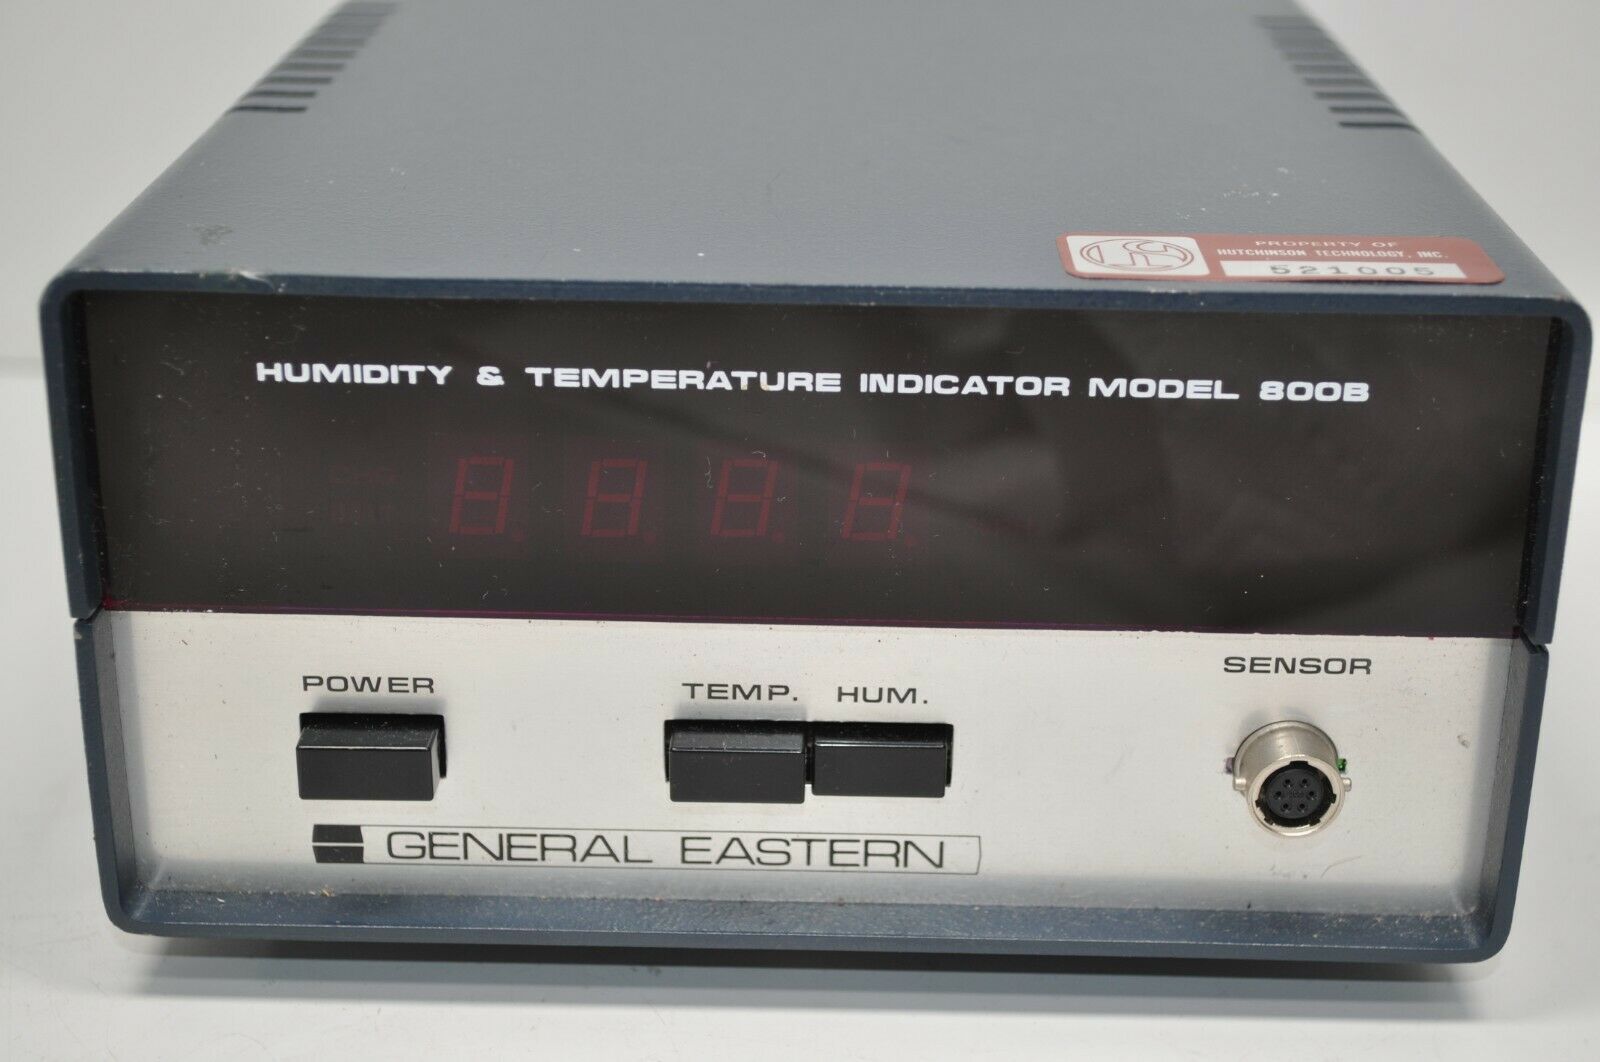 PROPERTY OF
HUTCHINSON TECHNOLOGY, INC.
521005
HUMIDITY & TEMPERATURE INDICATOR MODEL 800B
POWER
TEMP. HUM.
SENSOR
GENERAL EASTERN